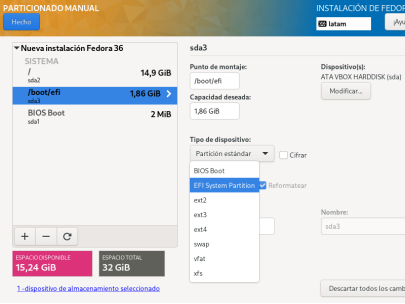 PARTICIONADO MANUAL
INSTALACIÓN DE FEDOR
Hecho
latam
¡Ayu
Nueva instalación Fedora 36
SISTEMA
/
14,9 GiB
sda2
/boot/efi
1,86 GiB
sda3
BIOS Boot
2 MiB
sda1
sda3
Punto de montaje:
/boot/efi
Capacidad deseada:
1,86 GiB
Dispositivo(s):
ATA VBOX HARDDISK (sda)
Modificar...
Tipo de dispositivo:
Partición estándar
Cifrar
BIOS Boot
EFI System Partition
Reformatear
ext2
ext3
ext4
swap
vfat
xfs
Nombre:
sda3
+ − C
ESPACIO DISPONIBLE
15,24 GiB
ESPACIO TOTAL
32 GiB
1 -dispositivo de almacenamiento seleccionado
Descartar todos los camb